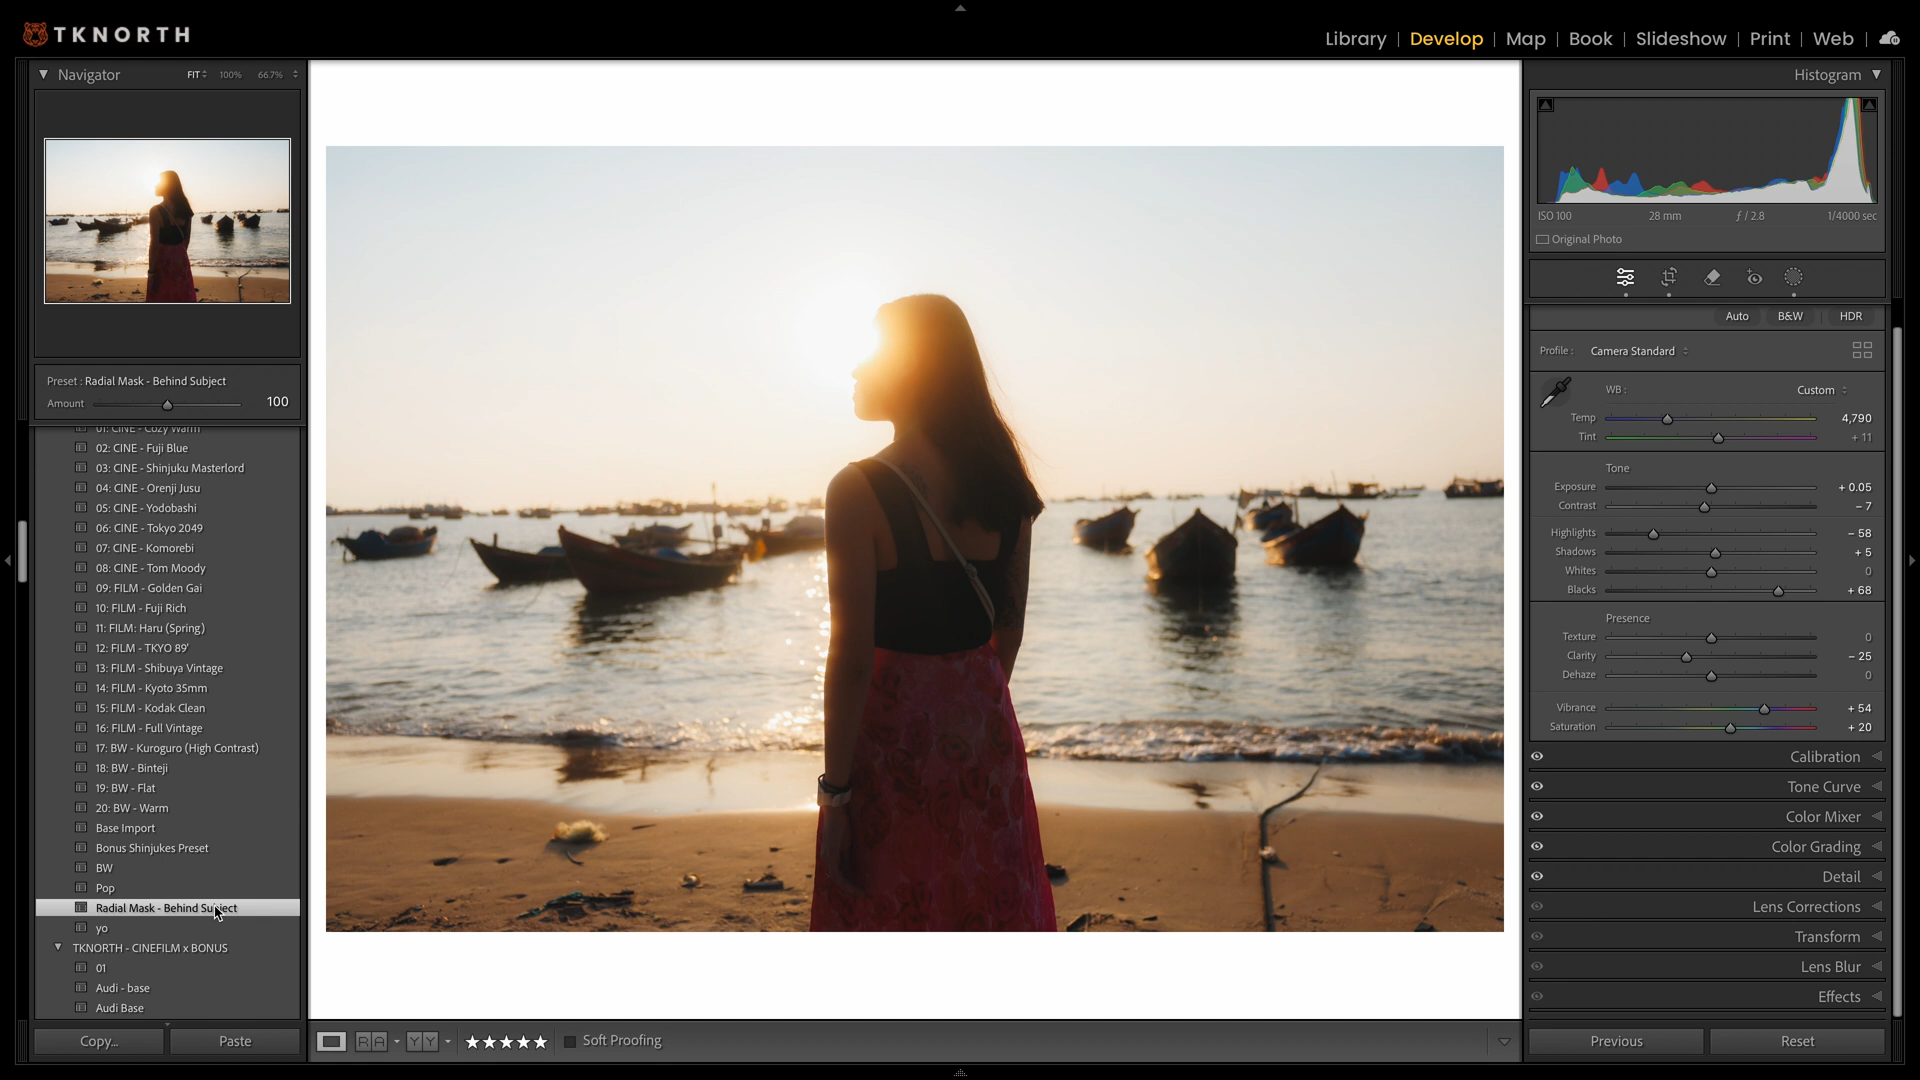 TKNORTH
Library | Develop | Map | Book | Slideshow | Print | Web |
Navigator FIT 100% 66.7%
Preset : Radial Mask - Behind Subject
Amount 100
01: CINE - Cozy Warm
02: CINE - Fuji Blue
03: CINE - Shinjuku Masterlord
04: CINE - Orenji Jusu
05: CINE - Yodobashi
06: CINE - Tokyo 2049
07: CINE - Komorebi
08: CINE - Tom Moody
09: FILM - Golden Gai
10: FILM - Fuji Rich
11: FILM: Haru (Spring)
12: FILM - TKYO 89'
13: FILM - Shibuya Vintage
14: FILM - Kyoto 35mm
15: FILM - Kodak Clean
16: FILM - Full Vintage
17: BW - Kuroguro (High Contrast)
18: BW - Binteji
19: BW - Flat
20: BW - Warm
Base Import
Bonus Shinjukes Preset
BW
Pop
Radial Mask - Behind Subject
yo
TKNORTH - CINEFILM x BONUS
01
Audi - base
Audi Base
Copy... Paste
RA YY ★★★★★ Soft Proofing
Histogram
ISO 100 28 mm ƒ / 2.8 1/4000 sec
Original Photo
Auto B&W | HDR
Profile : Camera Standard
WB : Custom
Temp 4,790
Tint + 11
Tone
Exposure + 0.05
Contrast – 7
Highlights – 58
Shadows + 5
Whites 0
Blacks + 68
Presence
Texture 0
Clarity – 25
Dehaze 0
Vibrance + 54
Saturation + 20
Calibration
Tone Curve
Color Mixer
Color Grading
Detail
Lens Corrections
Transform
Lens Blur
Effects
Previous Reset